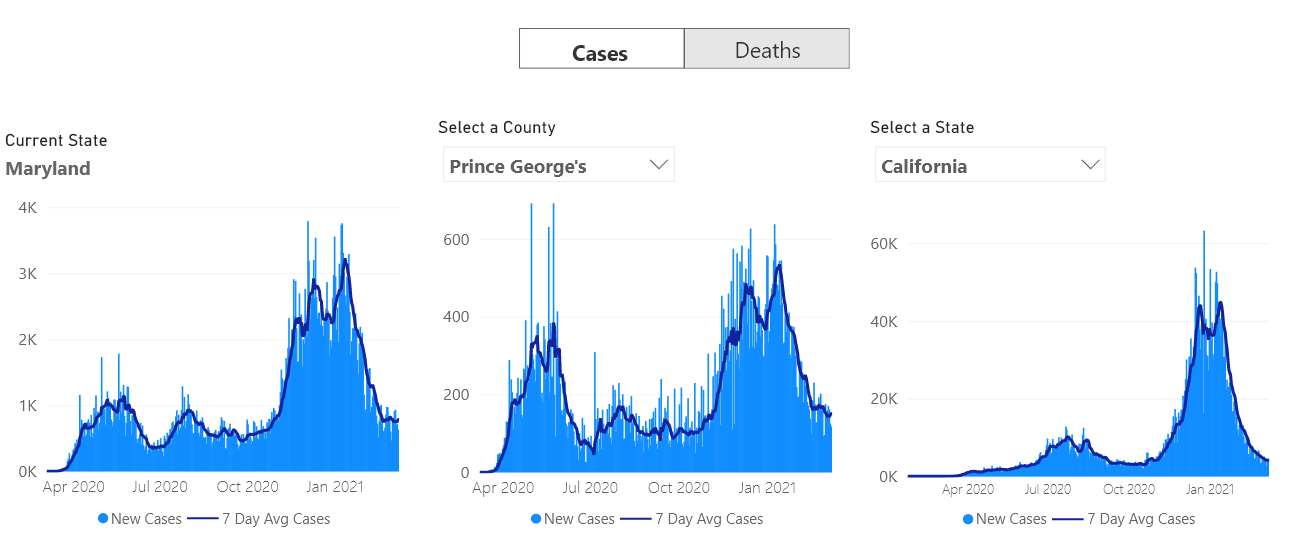 Cases
Deaths
Current State
Maryland
4K
3K
2K
1K
0K
Apr 2020 Jul 2020 Oct 2020 Jan 2021
New Cases 7 Day Avg Cases
Select a County
Prince George's
600
400
200
0
Apr 2020 Jul 2020 Oct 2020 Jan 2021
New Cases 7 Day Avg Cases
Select a State
California
60K
40K
20K
0K
Apr 2020 Jul 2020 Oct 2020 Jan 2021
New Cases 7 Day Avg Cases